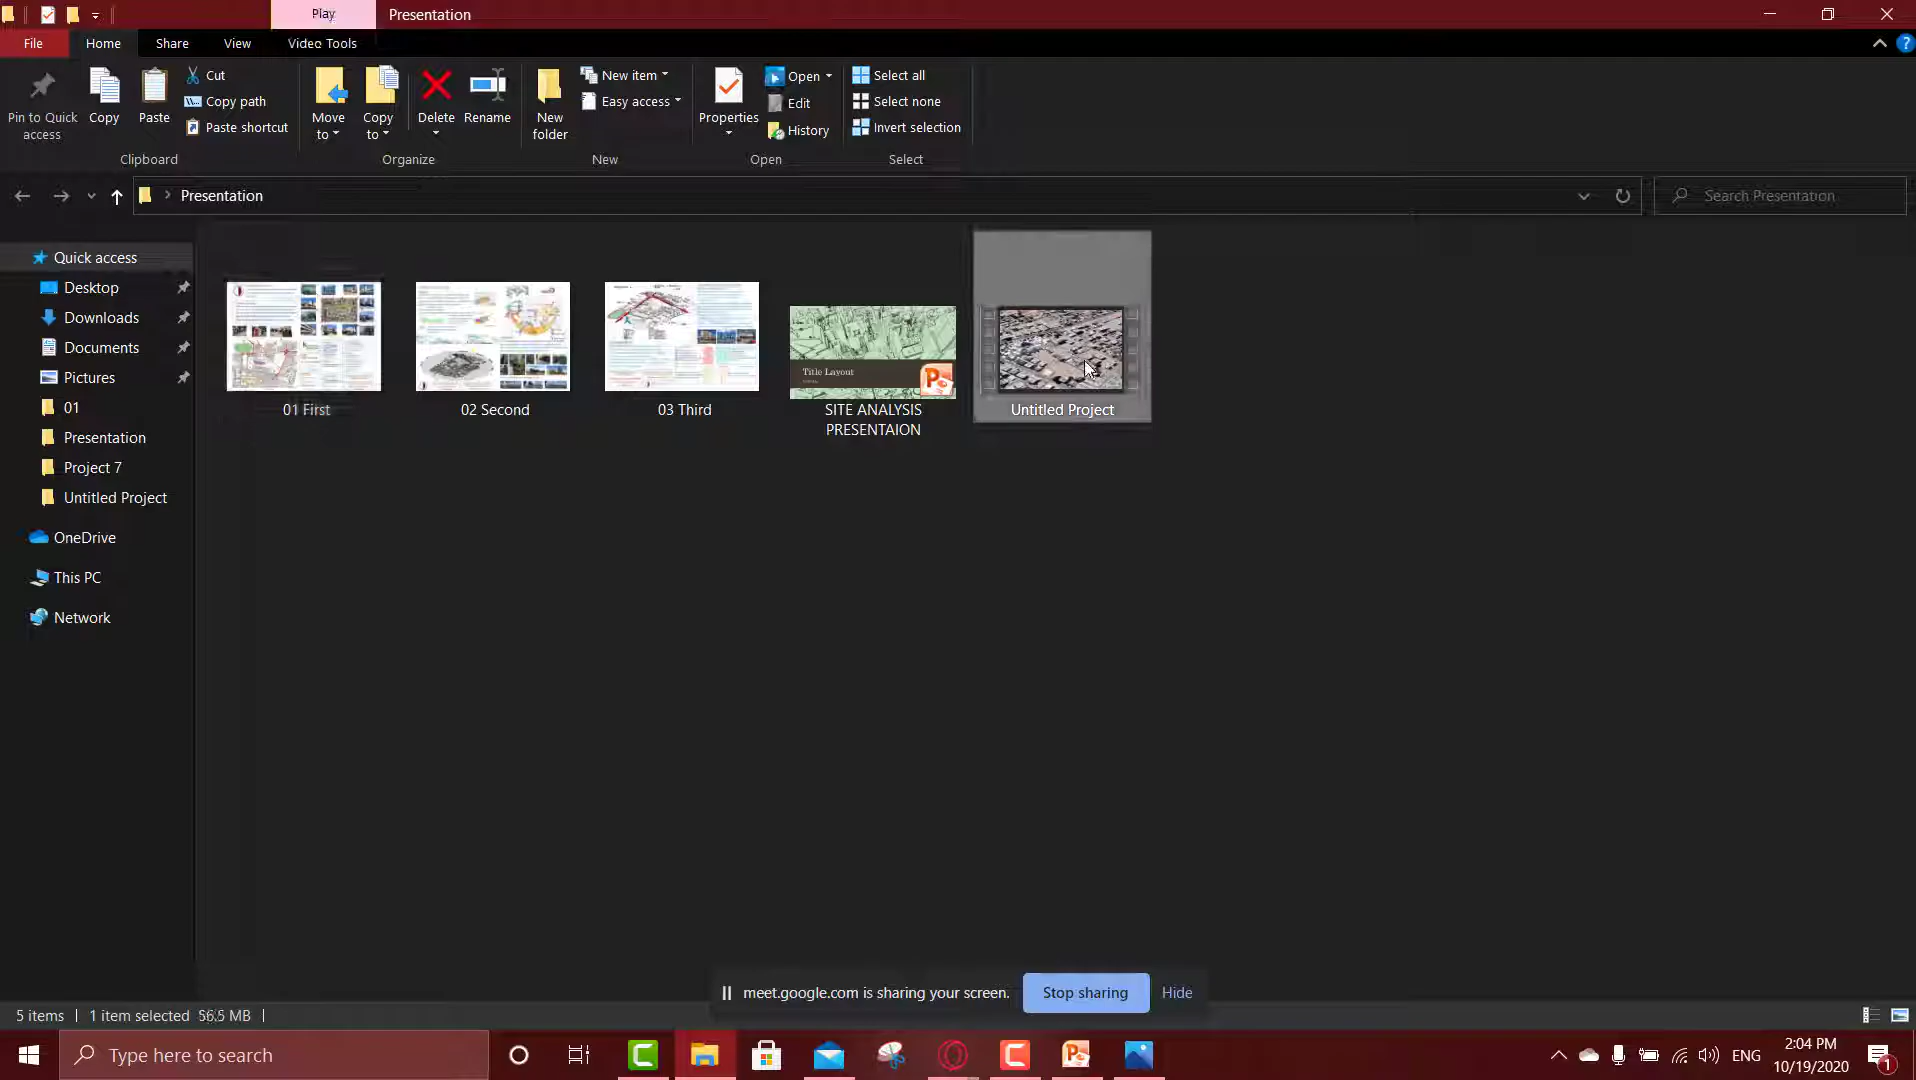 Play
Presentation
File
Home
Share
View
Video Tools
Pin to Quick access
Copy
Paste
Cut
Copy path
Paste shortcut
Clipboard
Move to
Copy to
Delete
Rename
Organize
New folder
New item
Easy access
New
Properties
Open
Edit
History
Open
Select all
Select none
Invert selection
Select
Presentation
Search Presentation
Quick access
Desktop
Downloads
Documents
Pictures
01
Presentation
Project 7
Untitled Project
OneDrive
This PC
Network
Title Layout
01 First
02 Second
03 Third
SITE ANALYSIS
PRESENTAION
Untitled Project
meet.google.com is sharing your screen.
Stop sharing
Hide
5 items
1 item selected
Type here to search
ENG
2:04 PM
10/19/2020
1